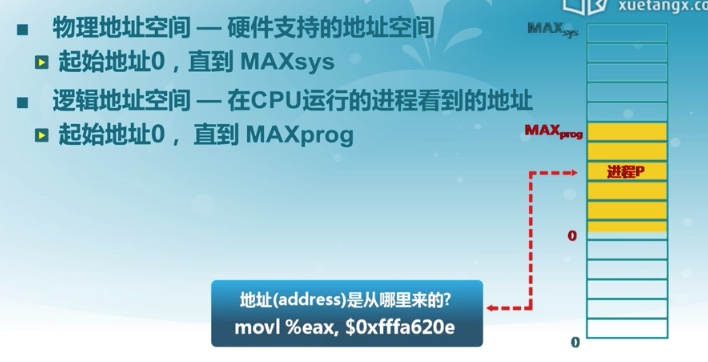 xuetangx.co
■ 物理地址空间 — 硬件支持的地址空间
起始地址0，直到 MAXsys
■ 逻辑地址空间 — 在CPU运行的进程看到的地址
起始地址0， 直到 MAXprog
MAXsys
MAXprog
进程P
0
0
地址(address)是从哪里来的?
movl %eax, $0xfffa620e